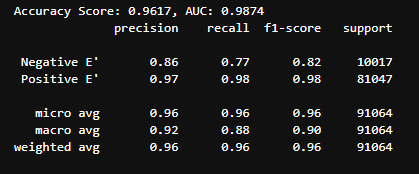 Accuracy Score: 0.9617, AUC: 0.9874
precision recall f1-score support
Negative E' 0.86 0.77 0.82 10017
Positive E' 0.97 0.98 0.98 81047
micro avg 0.96 0.96 0.96 91064
macro avg 0.92 0.88 0.90 91064
weighted avg 0.96 0.96 0.96 91064